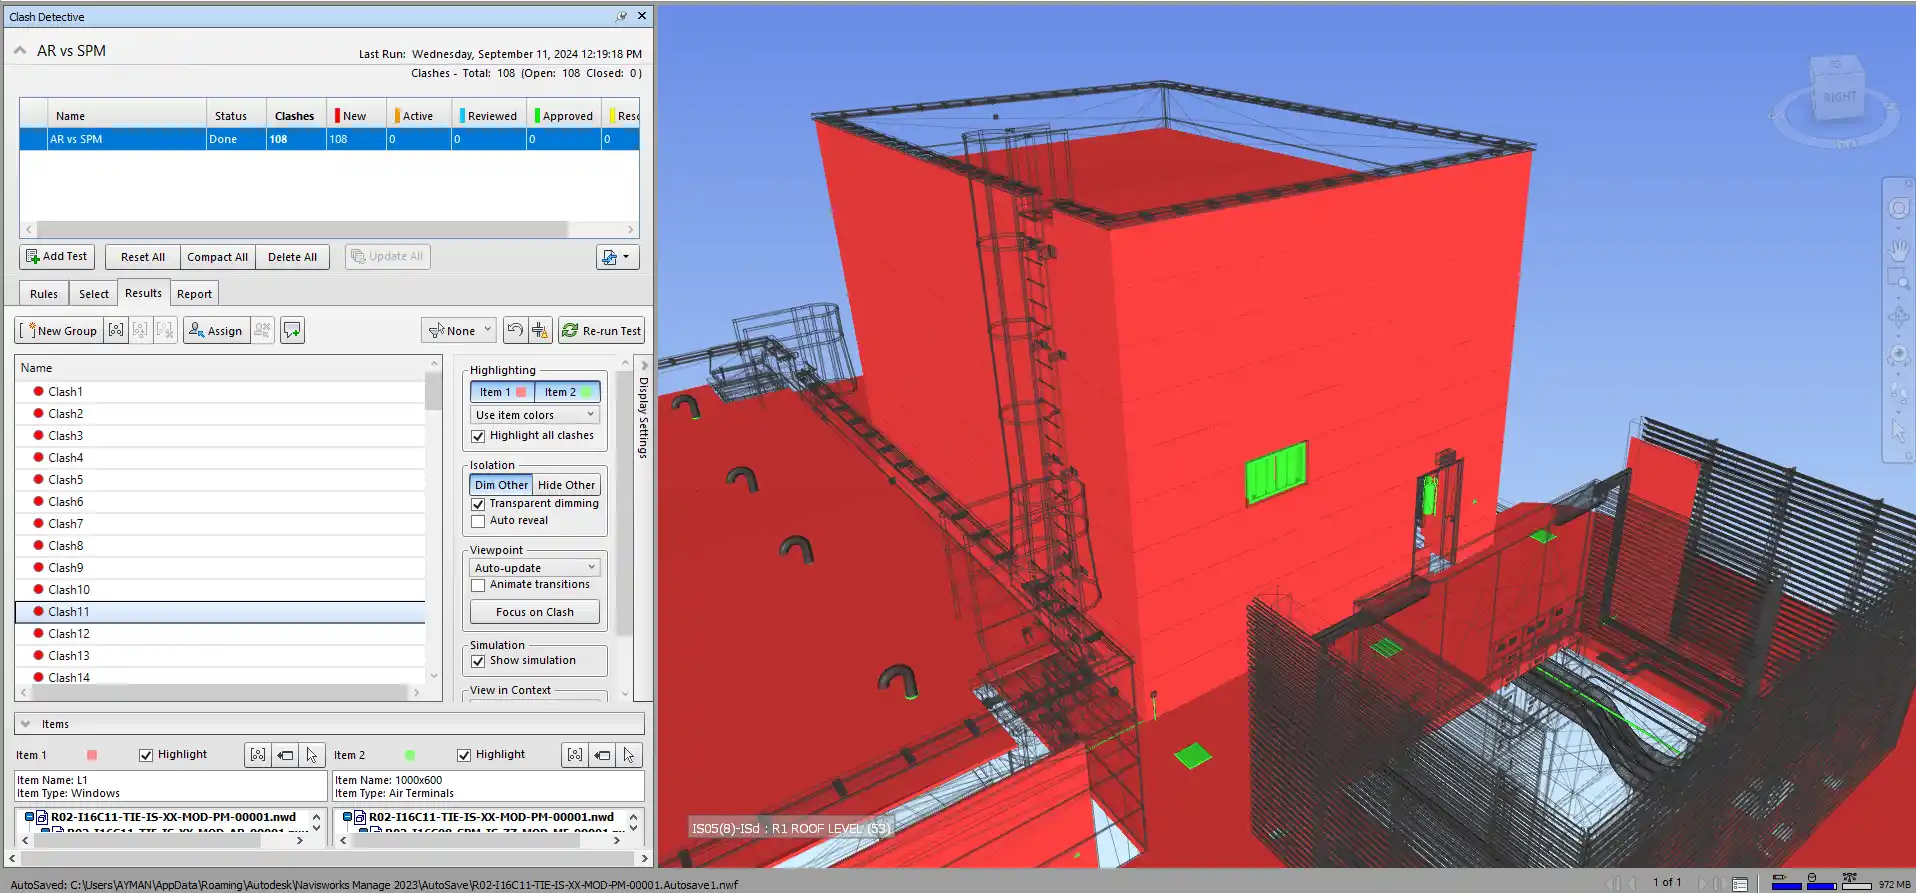 Clash Detective
AR vs SPM
Last Run: Wednesday, September 11, 2024 12:19:18 PM
Clashes - Total: 108 (Open: 108 Closed: 0)
Name Status Clashes New Active Reviewed Approved Reso
AR vs SPM Done 108 108 0 0 0 0
Add Test Reset All Compact All Delete All Update All
Rules Select Results Report
New Group Assign None Re-run Test
Name
Clash1
Clash2
Clash3
Clash4
Clash5
Clash6
Clash7
Clash8
Clash9
Clash10
Clash11
Clash12
Clash13
Clash14
Highlighting
Item 1 Item 2
Use item colors
Highlight all clashes
Isolation
Dim Other Hide Other
Transparent dimming
Auto reveal
Viewpoint
Auto-update
Animate transitions
Focus on Clash
Simulation
Show simulation
View in Context
Display Settings
Items
Item 1 Highlight Item 2 Highlight
Item Name: L1
Item Type: Windows
Item Name: 1000x600
Item Type: Air Terminals
R02-I16C11-TIE-IS-XX-MOD-PM-00001.nwd
R02-I16C11-TIE-IS-XX-MOD-PM-00001.nwd
RIGHT
IS05(8)-ISd : R1 ROOF LEVEL (53)
AutoSaved: C:\Users\AYMAN\AppData\Roaming\Autodesk\Navisworks Manage 2023\AutoSave\R02-I16C11-TIE-IS-XX-MOD-PM-00001.Autosave1.nwf
1 of 1
972 MB